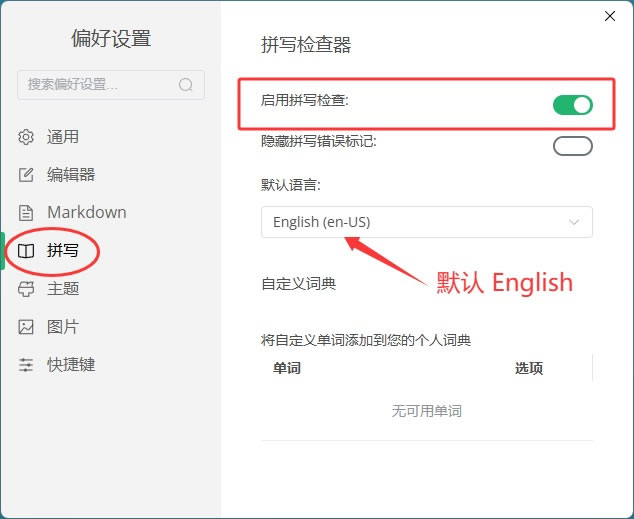 偏好设置
搜索偏好设置...
通用
编辑器
Markdown
拼写
主题
图片
快捷键
拼写检查器
启用拼写检查:
隐藏拼写错误标记:
默认语言:
English (en-US)
默认 English
自定义词典
将自定义单词添加到您的个人词典
单词 选项
无可用单词